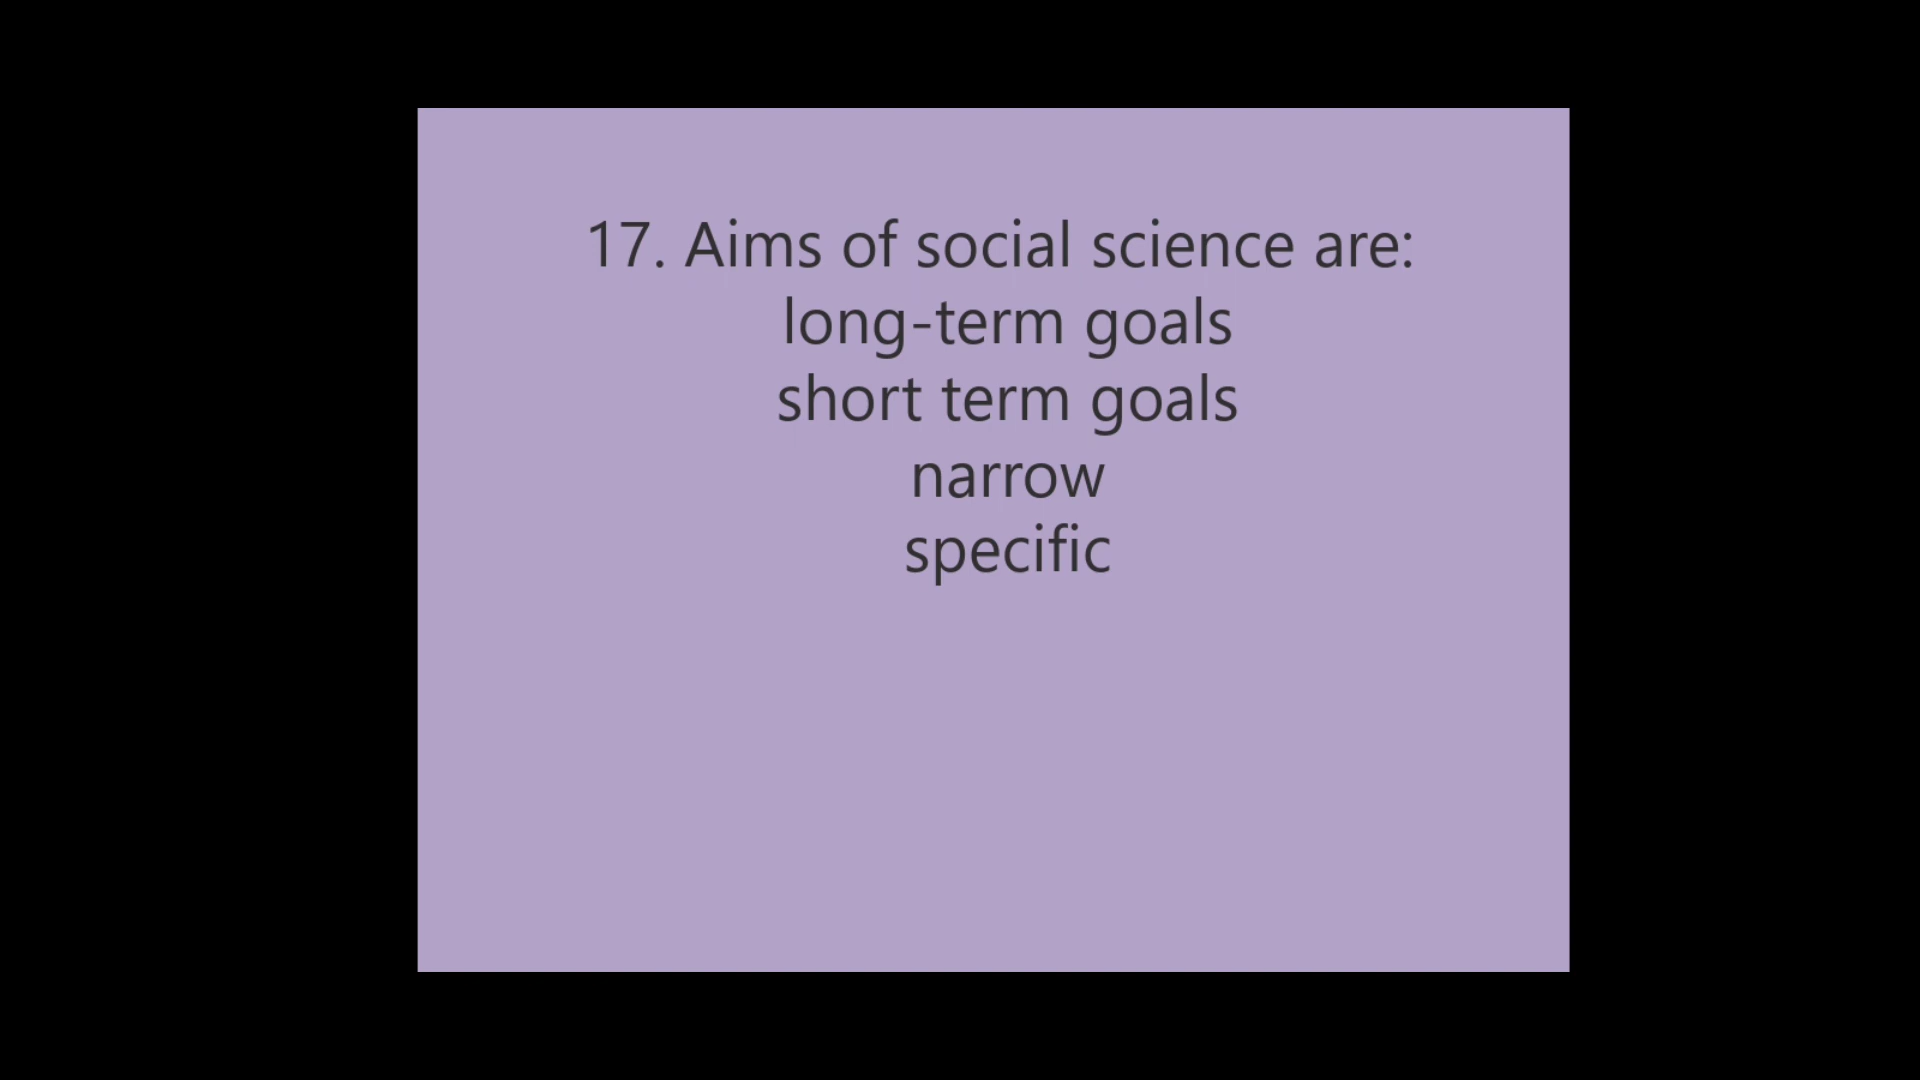 17. Aims of social science are:
long-term goals
short term goals
narrow
specific